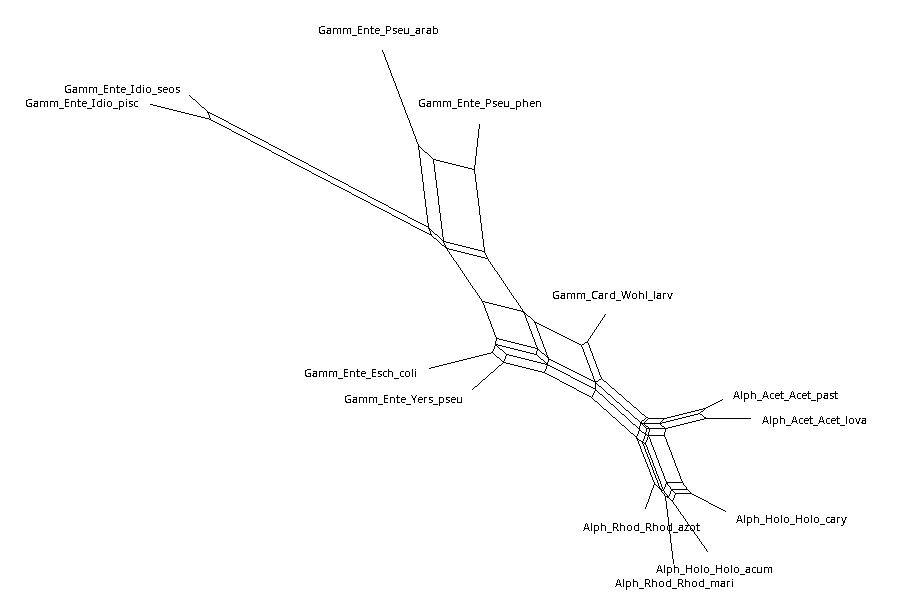 Gamm_Ente_Pseu_arab
Gamm_Ente_Idio_seos
Gamm_Ente_Idio_pisc
Gamm_Ente_Pseu_phen
Gamm_Card_Wohl_larv
Gamm_Ente_Esch_coli
Gamm_Ente_Yers_pseu
Alph_Acet_Acet_past
Alph_Acet_Acet_lova
Alph_Holo_Holo_cary
Alph_Rhod_Rhod_azot
Alph_Holo_Holo_acum
Alph_Rhod_Rhod_mari